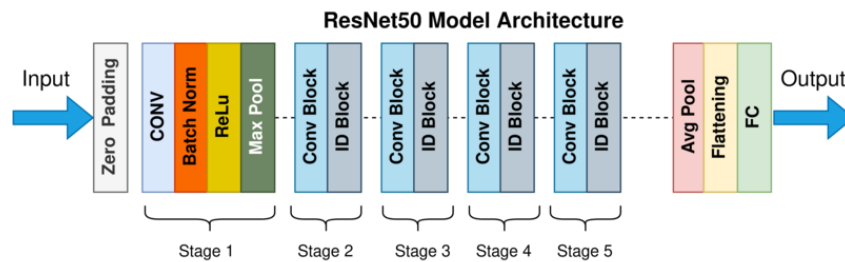 ResNet50 Model Architecture
Input
Zero Padding
CONV
Batch Norm
ReLu
Max Pool
Conv Block
ID Block
Conv Block
ID Block
Conv Block
ID Block
Conv Block
ID Block
Avg Pool
Flattening
FC
Output
Stage 1
Stage 2
Stage 3
Stage 4
Stage 5